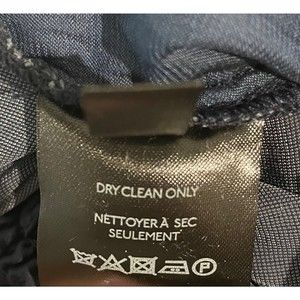 DRY CLEAN ONLY
NETTOYER À SEC
SEULEMENT
P